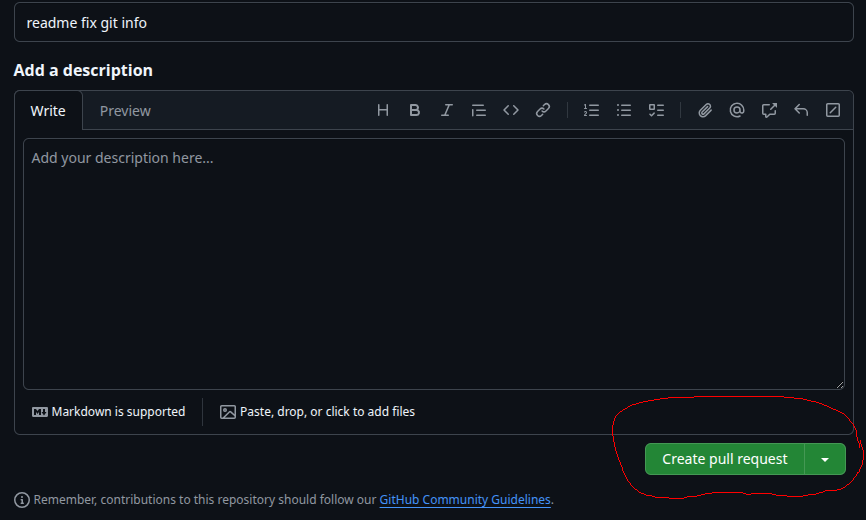 readme fix git info
Add a description
Write Preview
Add your description here...
Markdown is supported Paste, drop, or click to add files
Create pull request
Remember, contributions to this repository should follow our GitHub Community Guidelines.